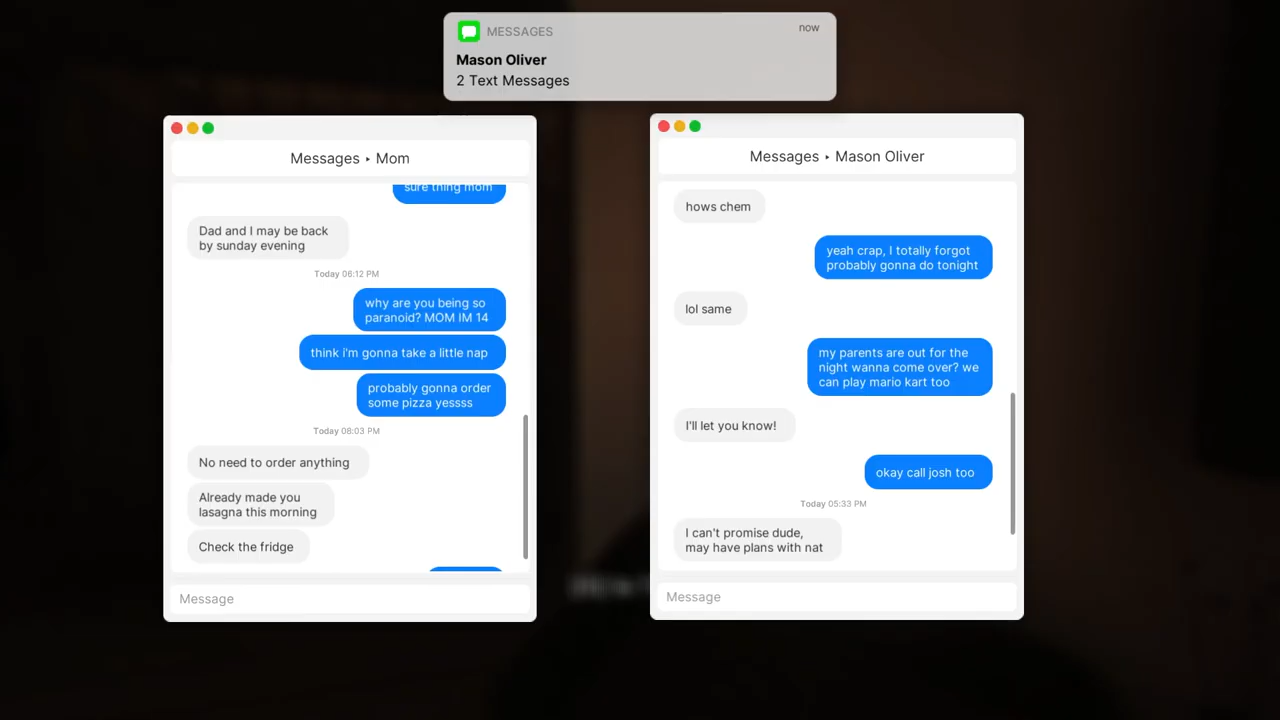 MESSAGES
now
Mason Oliver
2 Text Messages
Messages ‣ Mom
sure thing mom
Dad and I may be back
by sunday evening
Today 06:12 PM
why are you being so
paranoid? MOM IM 14
think i'm gonna take a little nap
probably gonna order
some pizza yessss
Today 08:03 PM
No need to order anything
Already made you
lasagna this morning
Check the fridge
Message
Messages ‣ Mason Oliver
hows chem
yeah crap, I totally forgot
probably gonna do tonight
lol same
my parents are out for the
night wanna come over? we
can play mario kart too
I'll let you know!
okay call josh too
Today 05:33 PM
I can't promise dude,
may have plans with nat
Message